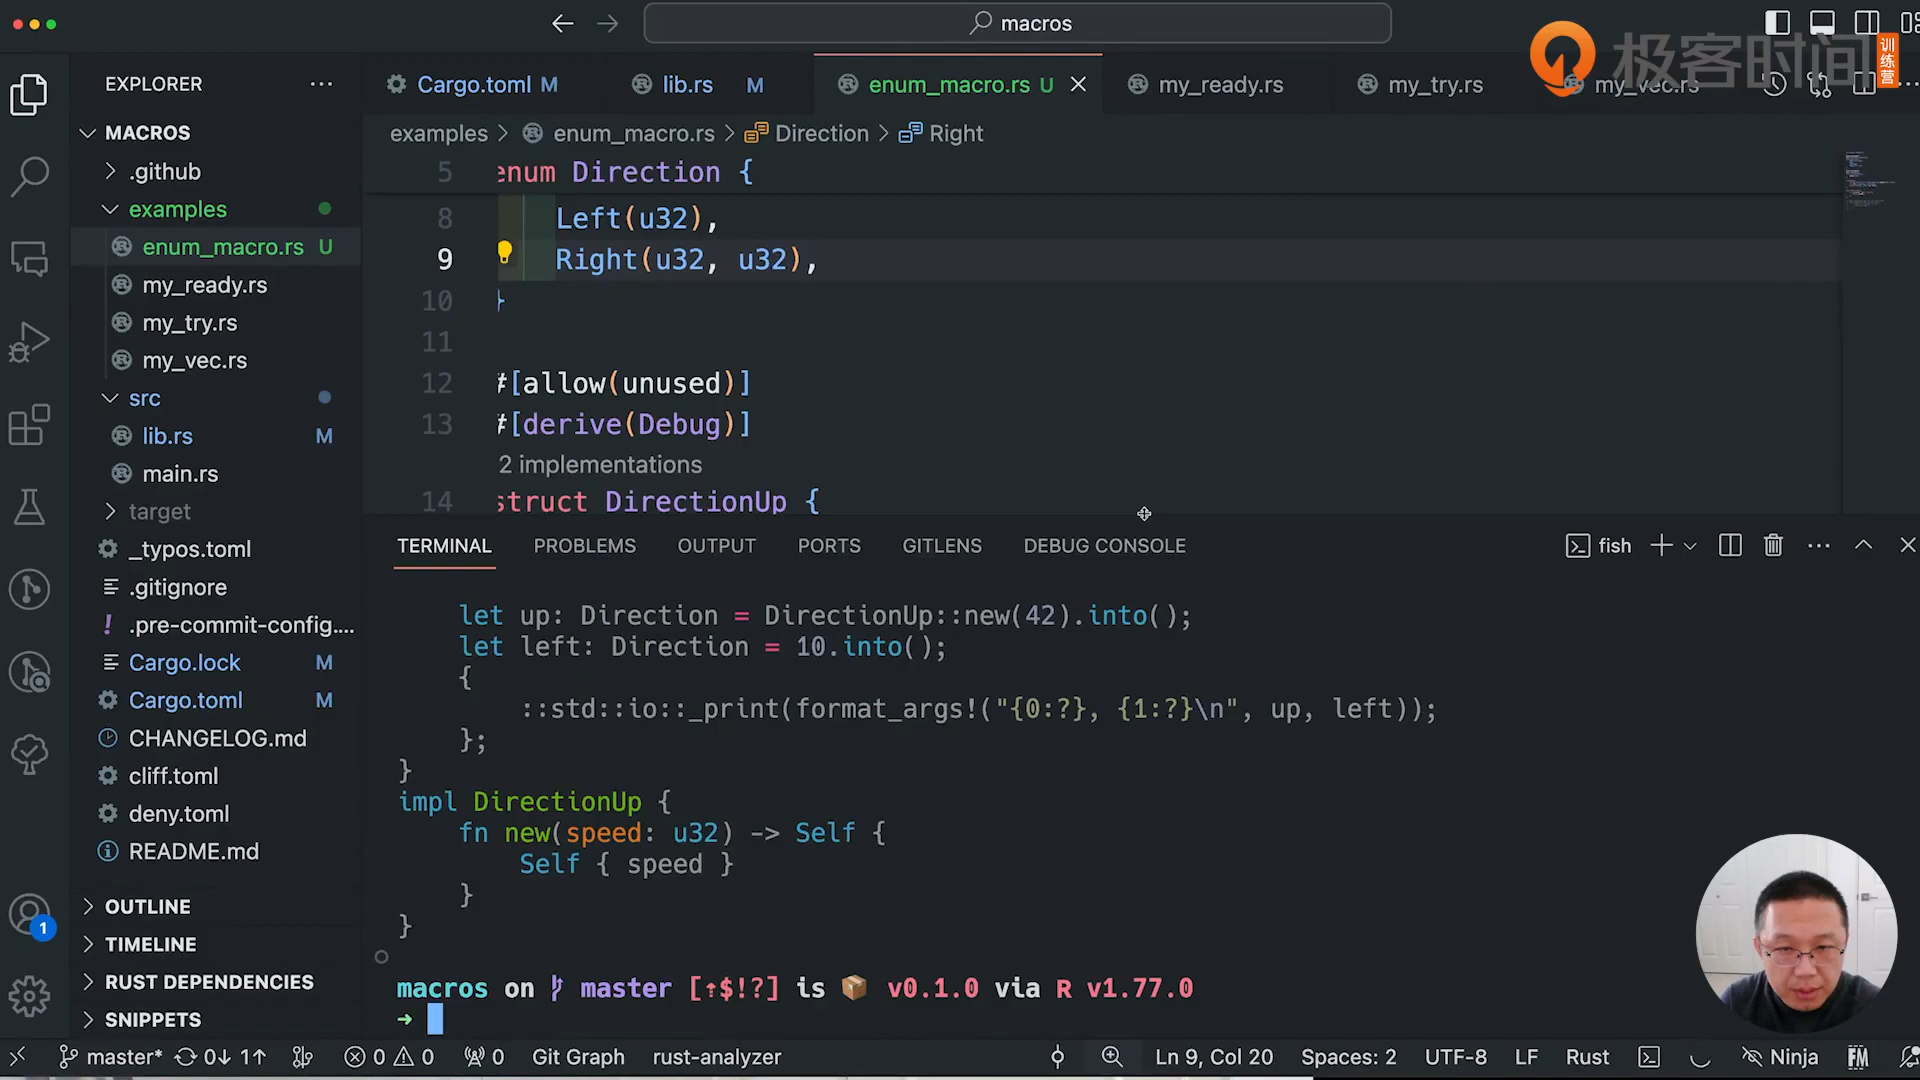 macros
极客时间
训练营
EXPLORER
Cargo.toml M
lib.rs M
enum_macro.rs U
my_ready.rs
my_try.rs
my_vec.rs
MACROS
.github
examples
enum_macro.rs U
my_ready.rs
my_try.rs
my_vec.rs
src
lib.rs M
main.rs
target
_typos.toml
.gitignore
.pre-commit-config....
Cargo.lock M
Cargo.toml M
CHANGELOG.md
cliff.toml
deny.toml
README.md
OUTLINE
TIMELINE
RUST DEPENDENCIES
SNIPPETS
1
examples > enum_macro.rs > Direction > Right
5 enum Direction {
8 Left(u32),
9 Right(u32, u32),
10 }
11
12 #[allow(unused)]
13 #[derive(Debug)]
2 implementations
14 struct DirectionUp {
TERMINAL PROBLEMS OUTPUT PORTS GITLENS DEBUG CONSOLE
fish
let up: Direction = DirectionUp::new(42).into();
let left: Direction = 10.into();
{
::std::io::_print(format_args!("{0:?}, {1:?}\n", up, left));
};
}
impl DirectionUp {
fn new(speed: u32) -> Self {
Self { speed }
}
}
macros on master [⇡$!?] is 📦 v0.1.0 via R v1.77.0
➜
master* 0↓ 1↑ 0 0 0 Git Graph rust-analyzer Ln 9, Col 20 Spaces: 2 UTF-8 LF Rust Ninja